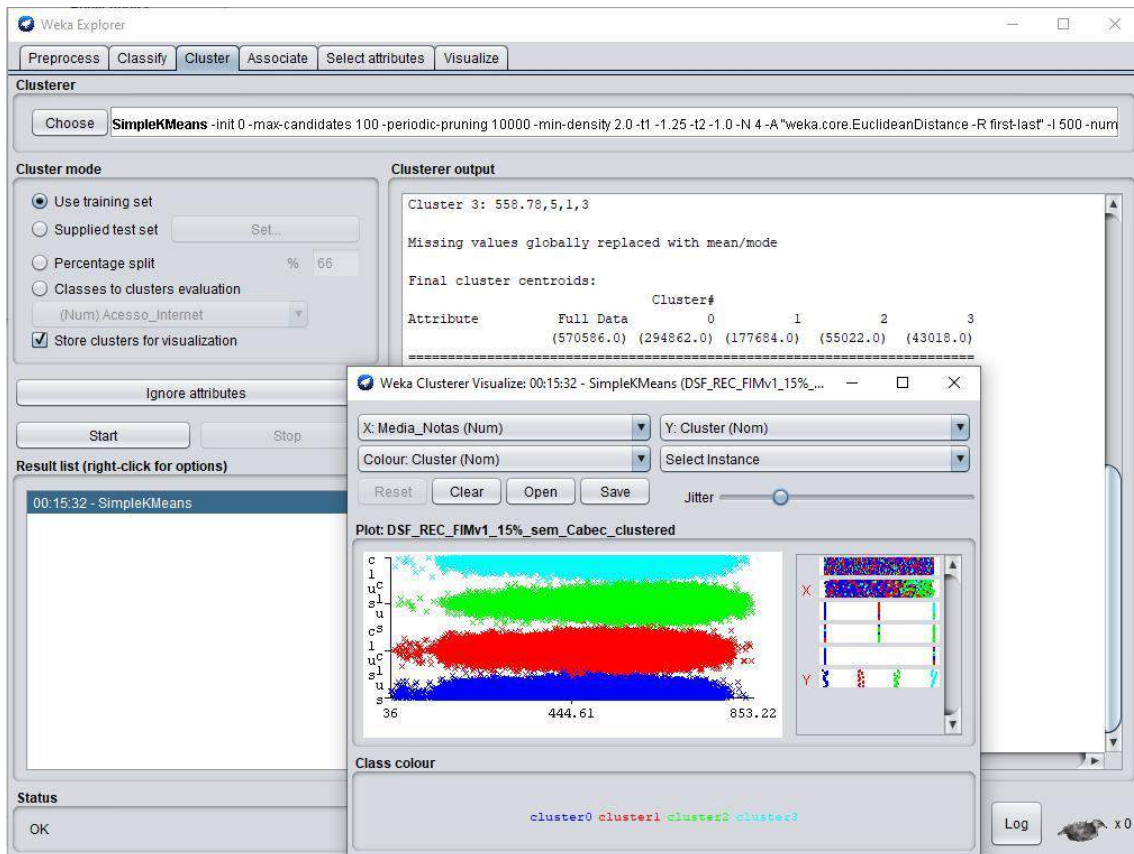 Weka Explorer
Preprocess Classify Cluster Associate Select attributes Visualize
Clusterer
Choose SimpleKMeans -init 0 -max-candidates 100 -periodic-pruning 10000 -min-density 2.0 -t1 -1.25 -t2 -1.0 -N 4 -A "weka.core.EuclideanDistance -R first-last" -I 500 -num
Cluster mode
Use training set
Supplied test set Set...
Percentage split % 66
Classes to clusters evaluation
(Num) Acesso_Internet
Store clusters for visualization
Ignore attributes
Start Stop
Result list (right-click for options)
00:15:32 - SimpleKMeans
Clusterer output
Cluster 3: 558.78,5,1,3
Missing values globally replaced with mean/mode
Final cluster centroids:
Cluster#
Attribute Full Data 0 1 2 3
(570586.0) (294862.0) (177684.0) (55022.0) (43018.0)
==========================================================================
Weka Clusterer Visualize: 00:15:32 - SimpleKMeans (DSF_REC_FIMv1_15%_...
X: Media_Notas (Num) Y: Cluster (Nom)
Colour: Cluster (Nom) Select Instance
Reset Clear Open Save Jitter
Plot: DSF_REC_FIMv1_15%_sem_Cabec_clustered
X
Y
36 444.61 853.22
Class colour
cluster0 cluster1 cluster2 cluster3
Status
OK
Log x 0